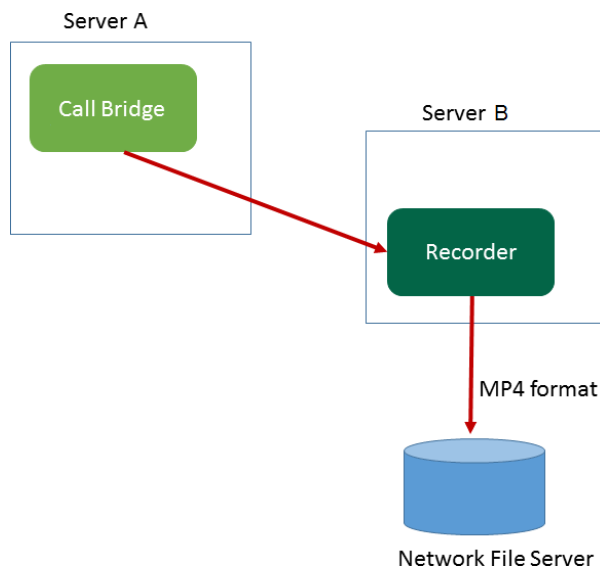 Server A
Call Bridge
Server B
Recorder
MP4 format
Network File Server